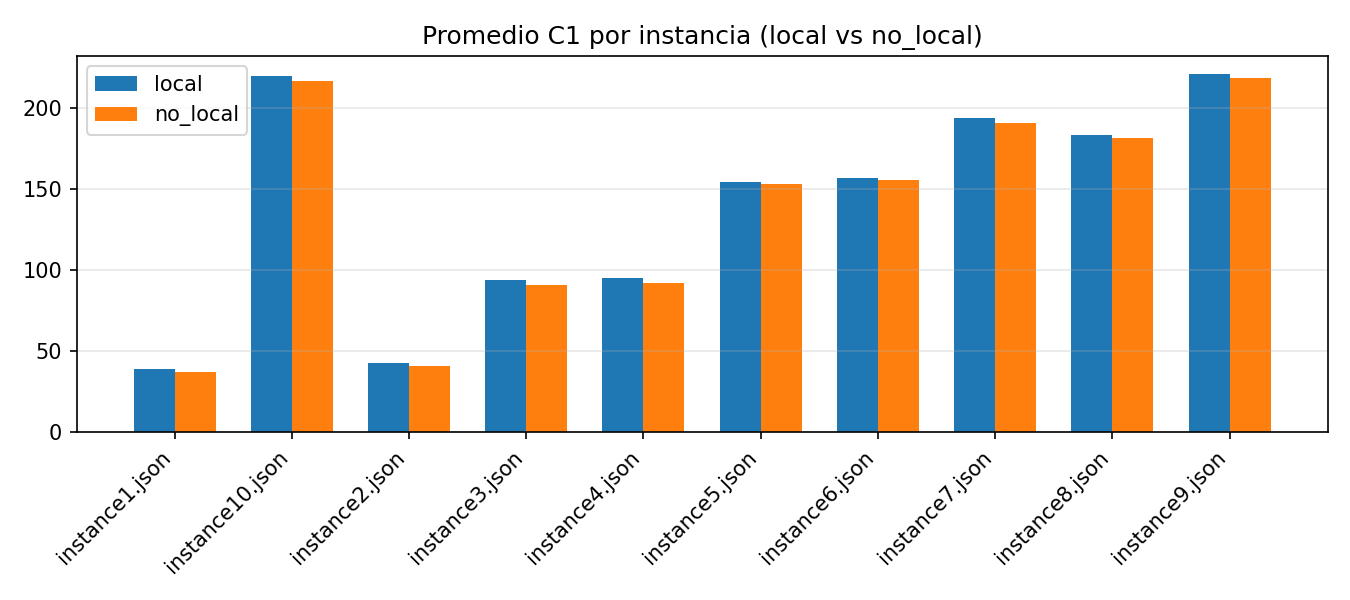 Promedio C1 por instancia (local vs no_local)
local
no_local
200
150
100
50
0
instance1.json
instance10.json
instance2.json
instance3.json
instance4.json
instance5.json
instance6.json
instance7.json
instance8.json
instance9.json